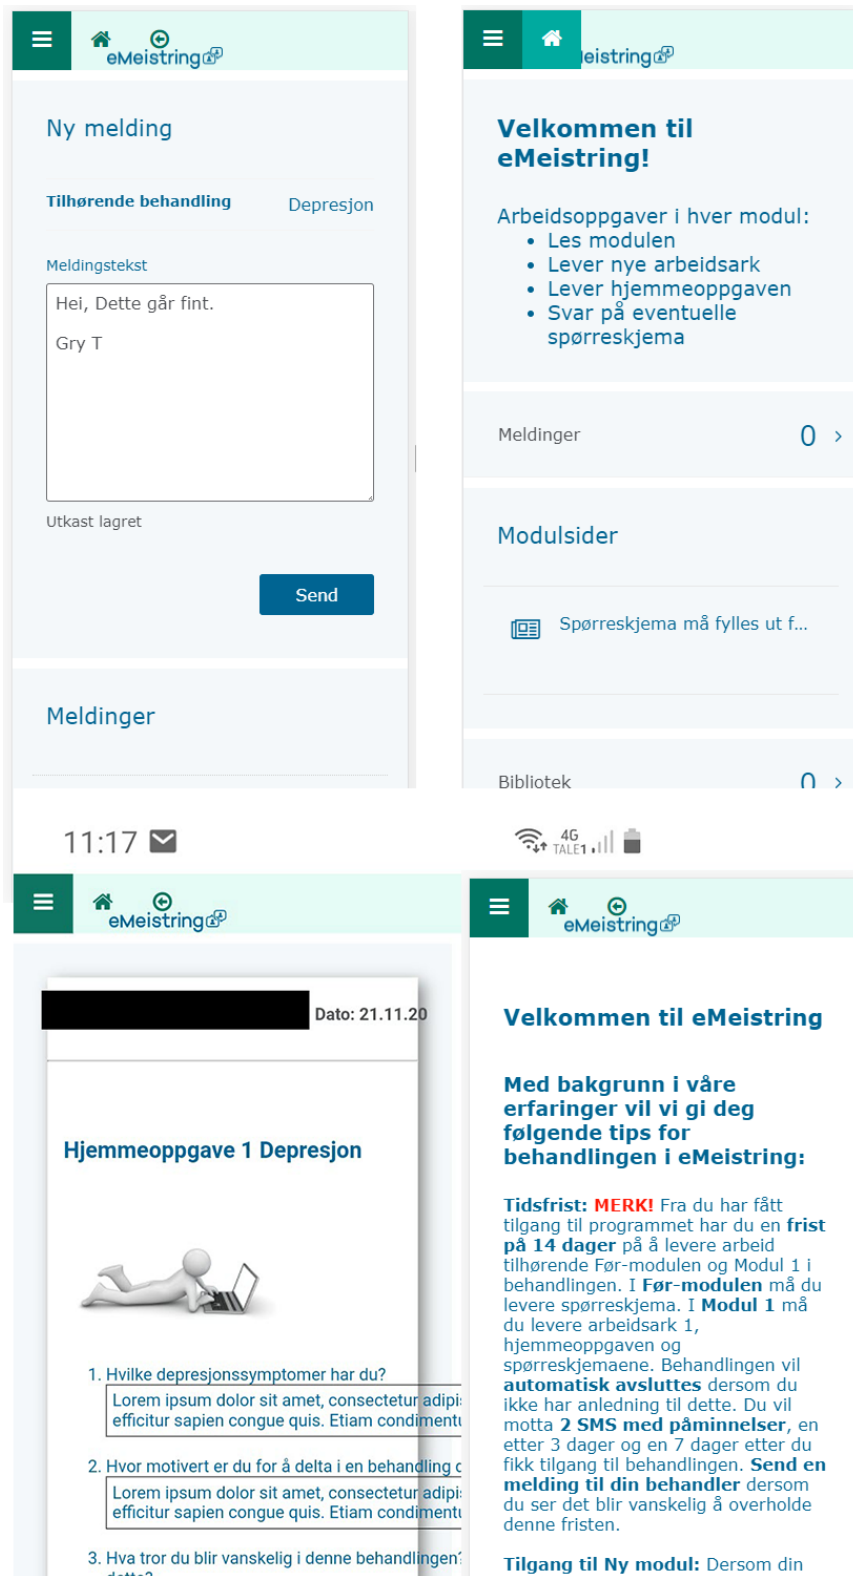 eMeistring
Ny melding
Tilhørende behandling Depresjon
Meldingstekst
Hei, Dette går fint.
Gry T
Utkast lagret
Send
Meldinger
eistring
Velkommen til
eMeistring!
Arbeidsoppgaver i hver modul:
• Les modulen
• Lever nye arbeidsark
• Lever hjemmeoppgaven
• Svar på eventuelle
spørreskjema
Meldinger 0 >
Modulsider
Spørreskjema må fylles ut f...
Bibliotek 0 >
11:17
4G
TALE1
eMeistring
Dato: 21.11.20
Hjemmeoppgave 1 Depresjon
1. Hvilke depresjonssymptomer har du?
Lorem ipsum dolor sit amet, consectetur adipi
efficitur sapien congue quis. Etiam condiment
2. Hvor motivert er du for å delta i en behandling
Lorem ipsum dolor sit amet, consectetur adipi
efficitur sapien congue quis. Etiam condiment
3. Hva tror du blir vanskelig i denne behandlingen?
eMeistring
Velkommen til eMeistring
Med bakgrunn i våre
erfaringer vil vi gi deg
følgende tips for
behandlingen i eMeistring:
Tidsfrist: MERK! Fra du har fått
tilgang til programmet har du en frist
på 14 dager på å levere arbeid
tilhørende Før-modulen og Modul 1 i
behandlingen. I Før-modulen må du
levere spørreskjema. I Modul 1 må
du levere arbeidsark 1,
hjemmeoppgaven og
spørreskjemaene. Behandlingen vil
automatisk avsluttes dersom du
ikke har anledning til dette. Du vil
motta 2 SMS med påminnelser, en
etter 3 dager og en 7 dager etter du
fikk tilgang til behandlingen. Send en
melding til din behandler dersom
du ser det blir vanskelig å overholde
denne fristen.
Tilgang til Ny modul: Dersom din